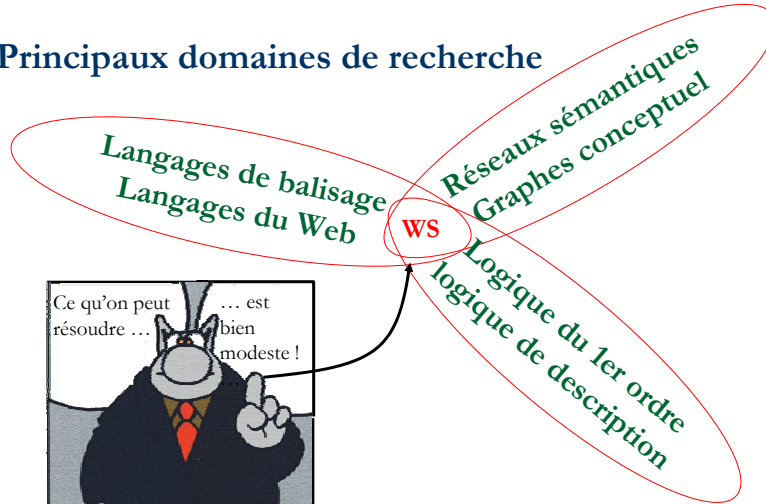 Principaux domaines de recherche
Langages de balisage
Langages du Web
Réseaux sémantiques
Graphes conceptuel
WS
Logique du 1er ordre
logique de description
Ce qu'on peut
résoudre …
… est
bien
modeste !
…